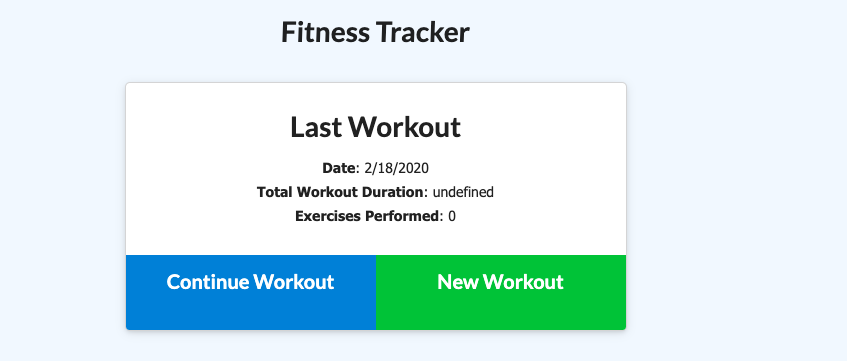 Fitness Tracker
Last Workout
Date: 2/18/2020
Total Workout Duration: undefined
Exercises Performed: 0
Continue Workout
New Workout